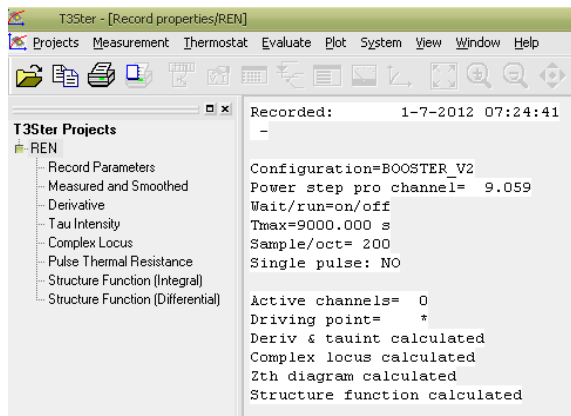 T3Ster - [Record properties/REN]
Projects Measurement Thermostat Evaluate Plot System View Window Help
T3Ster Projects
REN
Record Parameters
Measured and Smoothed
Derivative
Tau Intensity
Complex Locus
Pulse Thermal Resistance
Structure Function (Integral)
Structure Function (Differential)
Recorded: 1-7-2012 07:24:41
-
Configuration=BOOSTER_V2
Power step pro channel= 9.059
Wait/run=on/off
Tmax=9000.000 s
Sample/oct= 200
Single pulse: NO
Active channels= 0
Driving point= *
Deriv & tauint calculated
Complex locus calculated
Zth diagram calculated
Structure function calculated